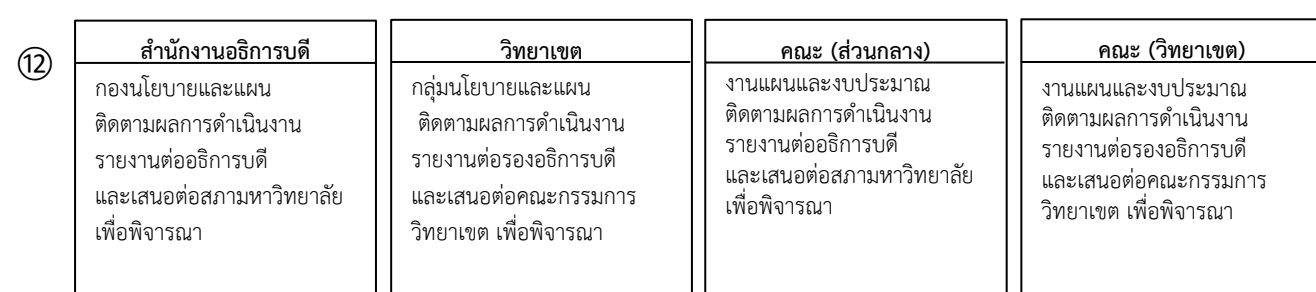 ⑫
สำนักงานอธิการบดี
กองนโยบายและแผน
ติดตามผลการดำเนินงาน
รายงานต่ออธิการบดี
และเสนอต่อสภามหาวิทยาลัย
เพื่อพิจารณา
วิทยาเขต
กลุ่มนโยบายและแผน
ติดตามผลการดำเนินงาน
รายงานต่อรองอธิการบดี
และเสนอต่อคณะกรรมการ
วิทยาเขต เพื่อพิจารณา
คณะ (ส่วนกลาง)
งานแผนและงบประมาณ
ติดตามผลการดำเนินงาน
รายงานต่ออธิการบดี
และเสนอต่อสภามหาวิทยาลัย
เพื่อพิจารณา
คณะ (วิทยาเขต)
งานแผนและงบประมาณ
ติดตามผลการดำเนินงาน
รายงานต่อรองอธิการบดี
และเสนอต่อคณะกรรมการ
วิทยาเขต เพื่อพิจารณา